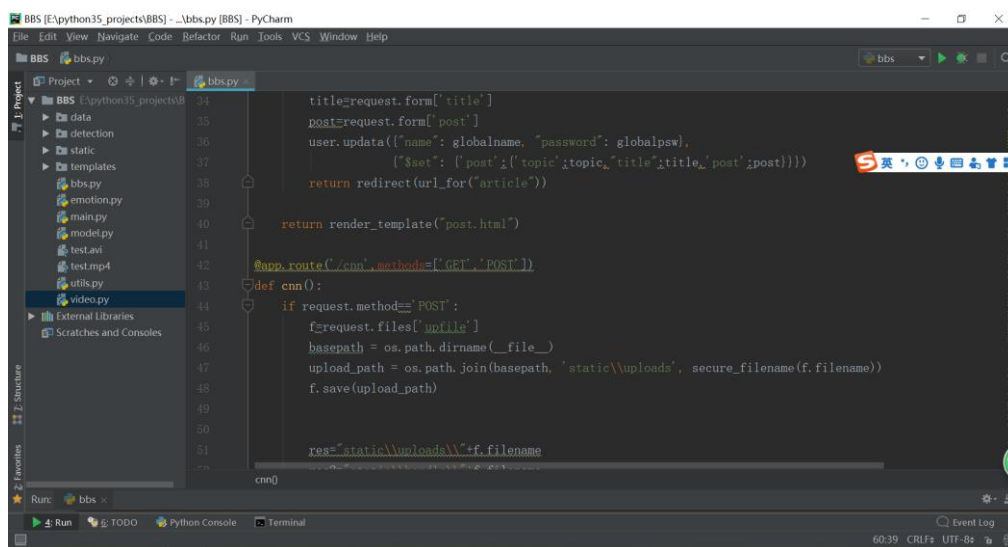 BBS [E:\python35_projects\BBS] - ...\bbs.py [BBS] - PyCharm
File Edit View Navigate Code Refactor Run Tools VCS Window Help
BBS bbs.py
bbs
Project
bbs.py
1: Project
BBS E:\python35_projects\B
data
detection
static
templates
bbs.py
emotion.py
main.py
model.py
test.avi
test.mp4
utils.py
video.py
External Libraries
Scratches and Consoles
34 title=request.form['title']
35 post=request.form['post']
36 user.updata({"name": globalname, "password": globalpsw},
37 {"$set": {'post':{'topic':topic,"title":title,'post':post}}})
38 return redirect(url_for("article"))
39
40 return render_template("post.html")
41
42 @app.route('/cnn',methods=['GET','POST'])
43 def cnn():
44 if request.method=='POST':
45 f=request.files['upfile']
46 basepath = os.path.dirname(__file__)
47 upload_path = os.path.join(basepath, 'static\\uploads', secure_filename(f.filename))
48 f.save(upload_path)
49
50
51 res="static\\uploads\\"+f.filename
cnn()
英
7: Structure
2: Favorites
Run: bbs
4: Run 6: TODO Python Console Terminal
Event Log
60:39 CRLF UTF-8